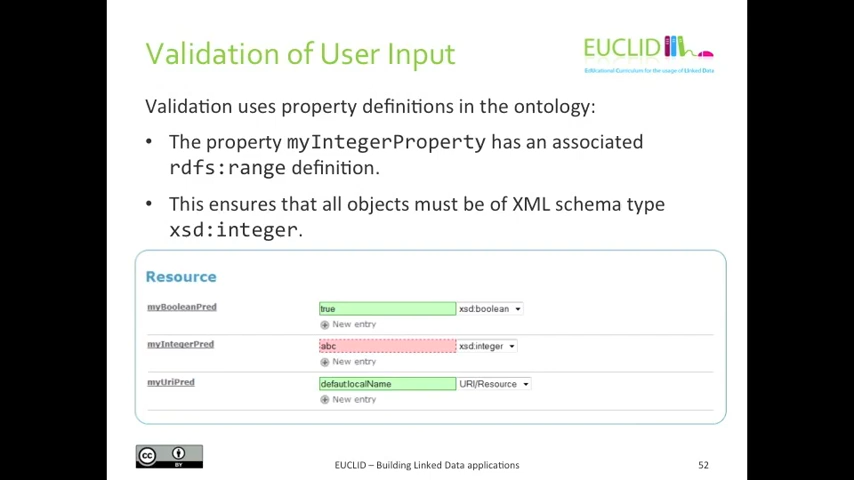 Validation of User Input
EUCLID
EdUcational Curriculum for the usage of Linked Data
Validation uses property definitions in the ontology:
• The property myIntegerProperty has an associated
rdfs:range definition.
• This ensures that all objects must be of XML schema type
xsd:integer.
Resource
myBooleanPred true xsd:boolean
New entry
myIntegerPred abc xsd:integer
New entry
myUriPred defaut:localName URI/Resource
New entry
CC BY
EUCLID – Building Linked Data applications
52